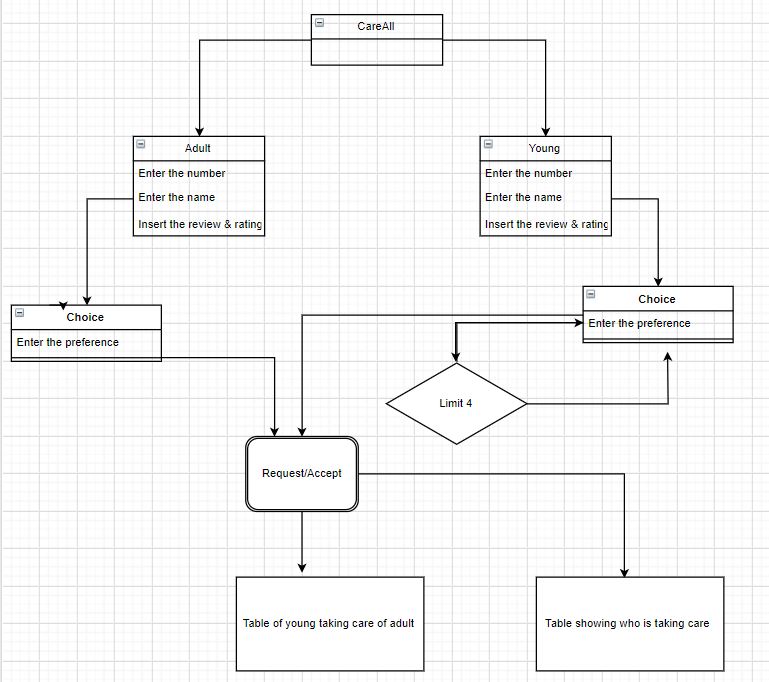 CareAll
Adult
Enter the number
Enter the name
Insert the review & rating
Young
Enter the number
Enter the name
Insert the review & rating
Choice
Enter the preference
Choice
Enter the preference
Limit 4
Request/Accept
Table of young taking care of adult
Table showing who is taking care